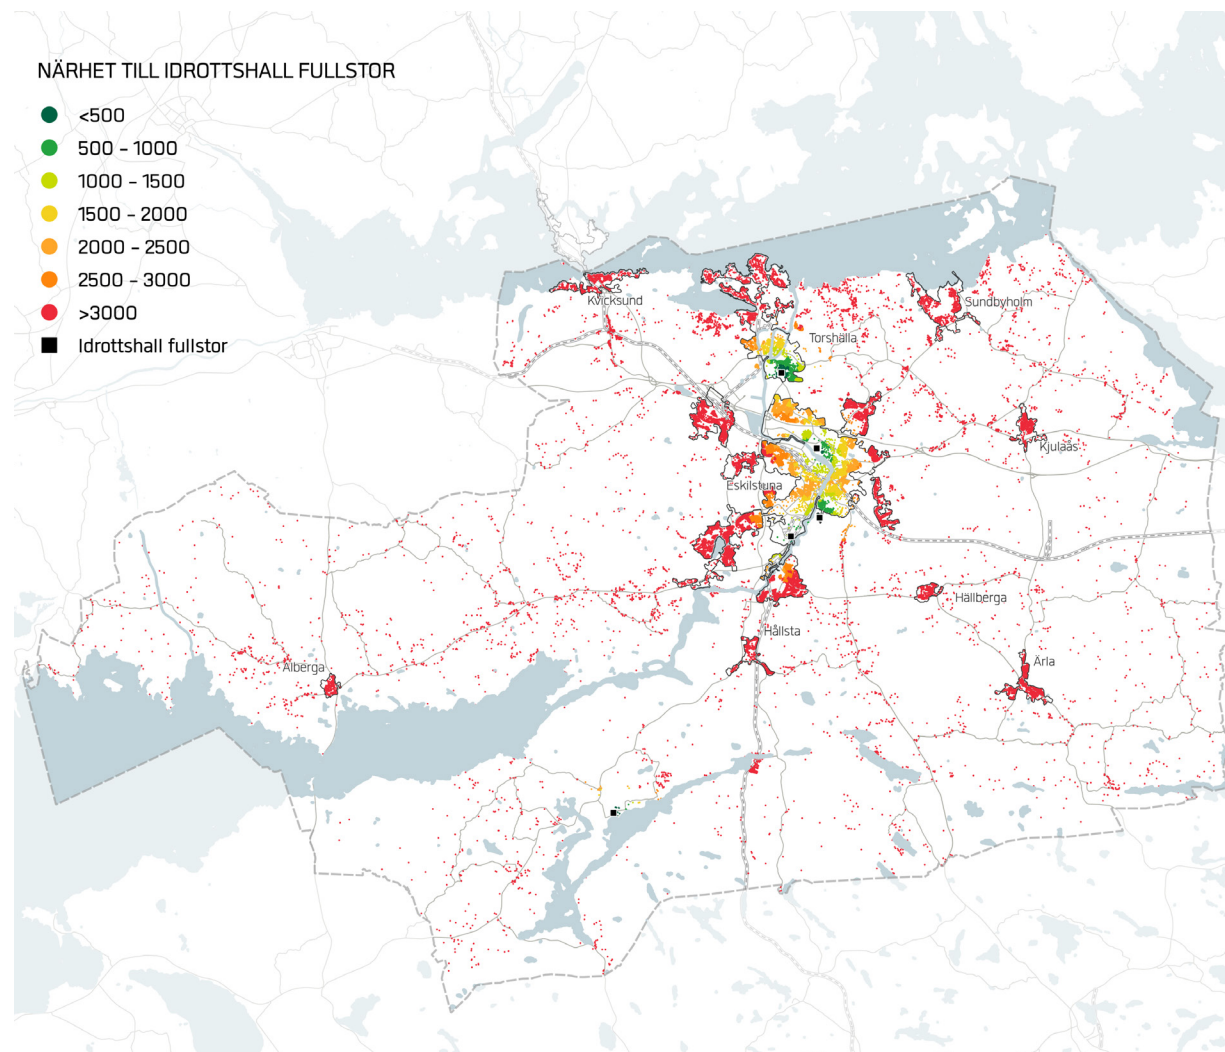 NÄRHET TILL IDROTTSHALL FULLSTOR
<500
500 - 1000
1000 - 1500
1500 - 2000
2000 - 2500
2500 - 3000
>3000
Idrottshall fullstor
Kvicksund
Sundbyholm
Torshälla
Kjulaås
Eskilstuna
Hällberga
Hållsta
Ärla
Alberga